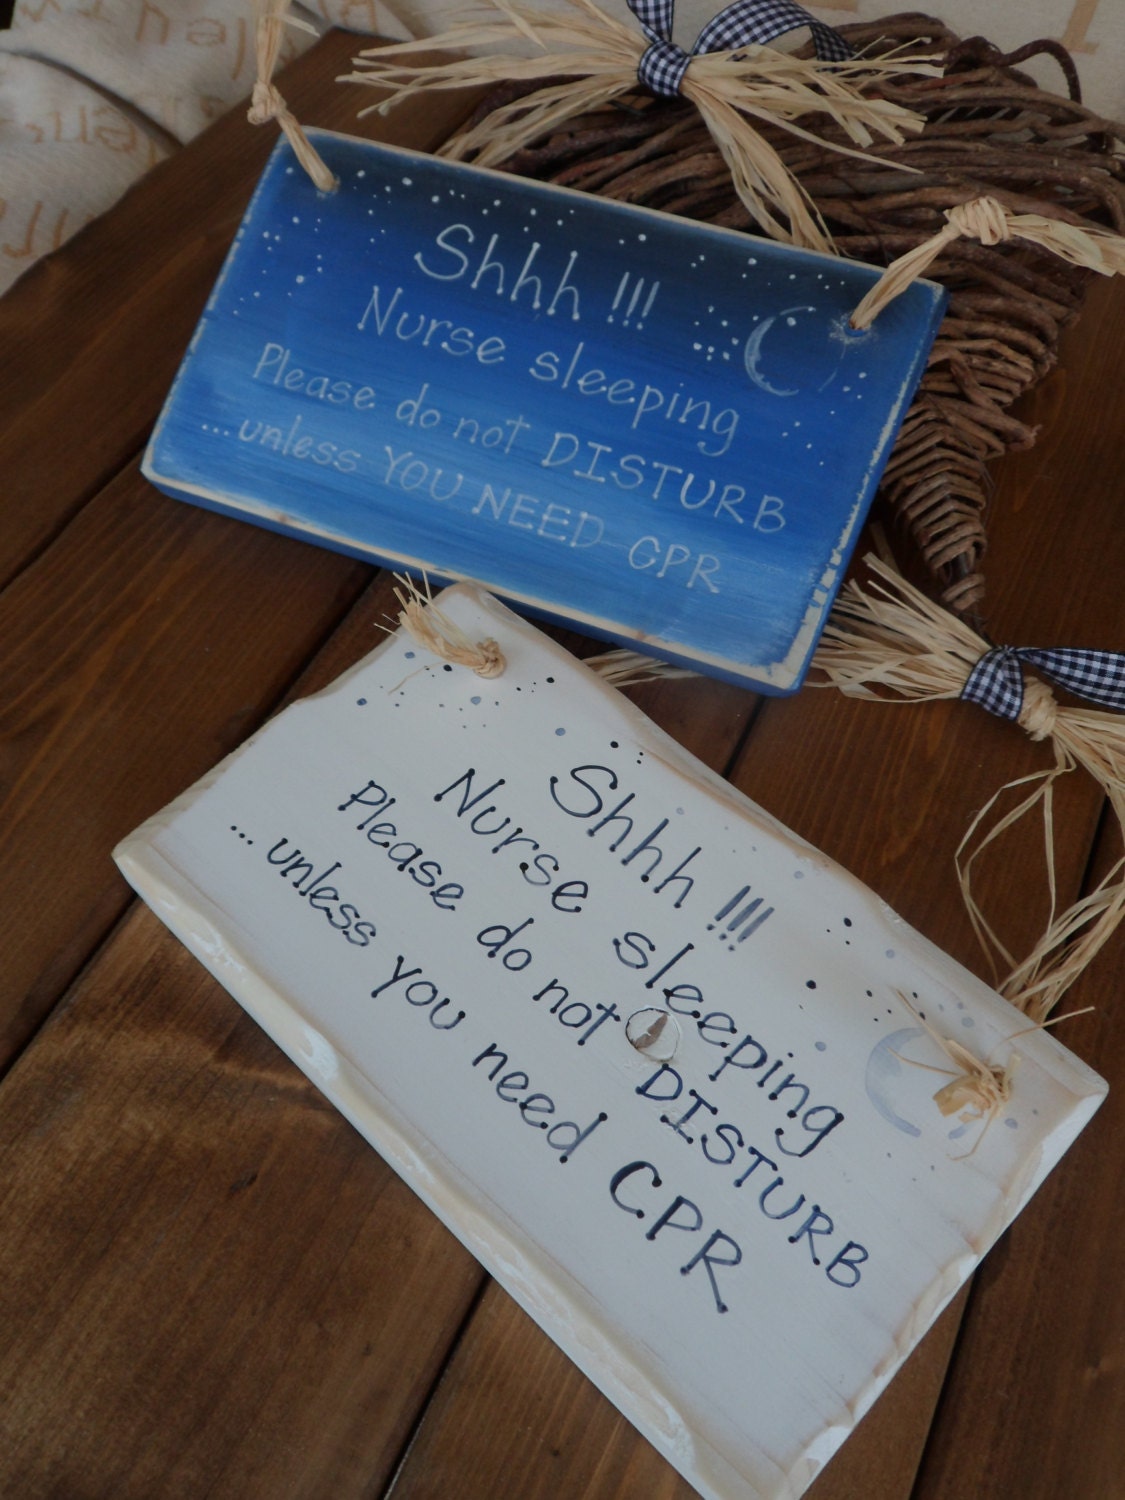 Shhh !!!
Nurse sleeping
Please do not DISTURB
...unless YOU NEED CPR
Shhh !!!
Nurse sleeping
Please do not DISTURB
...unless you need CPR